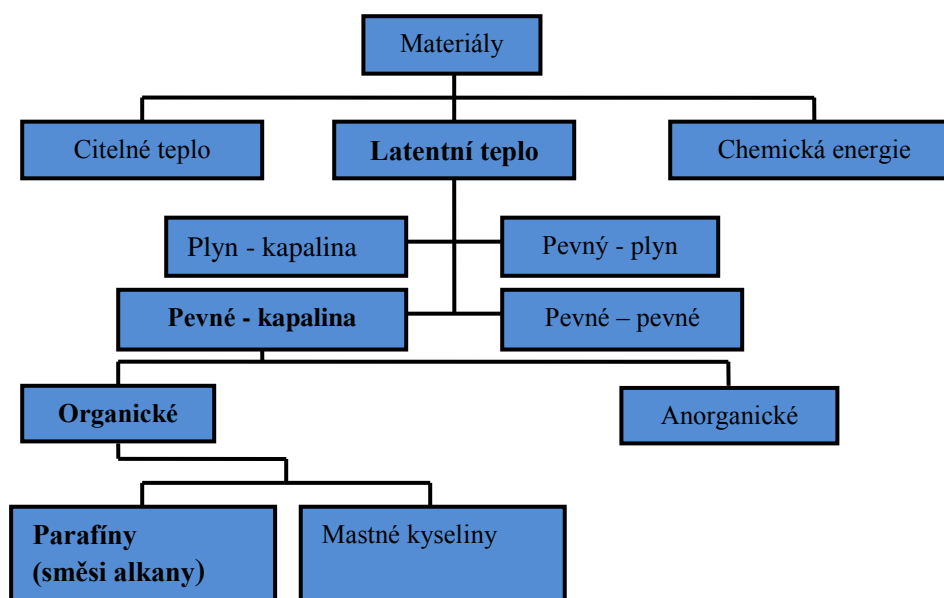 Materiály
Citelné teplo
Latentní teplo
Chemická energie
Plyn - kapalina
Pevný - plyn
Pevné - kapalina
Pevné – pevné
Organické
Anorganické
Parafíny
(směsi alkany)
Mastné kyseliny